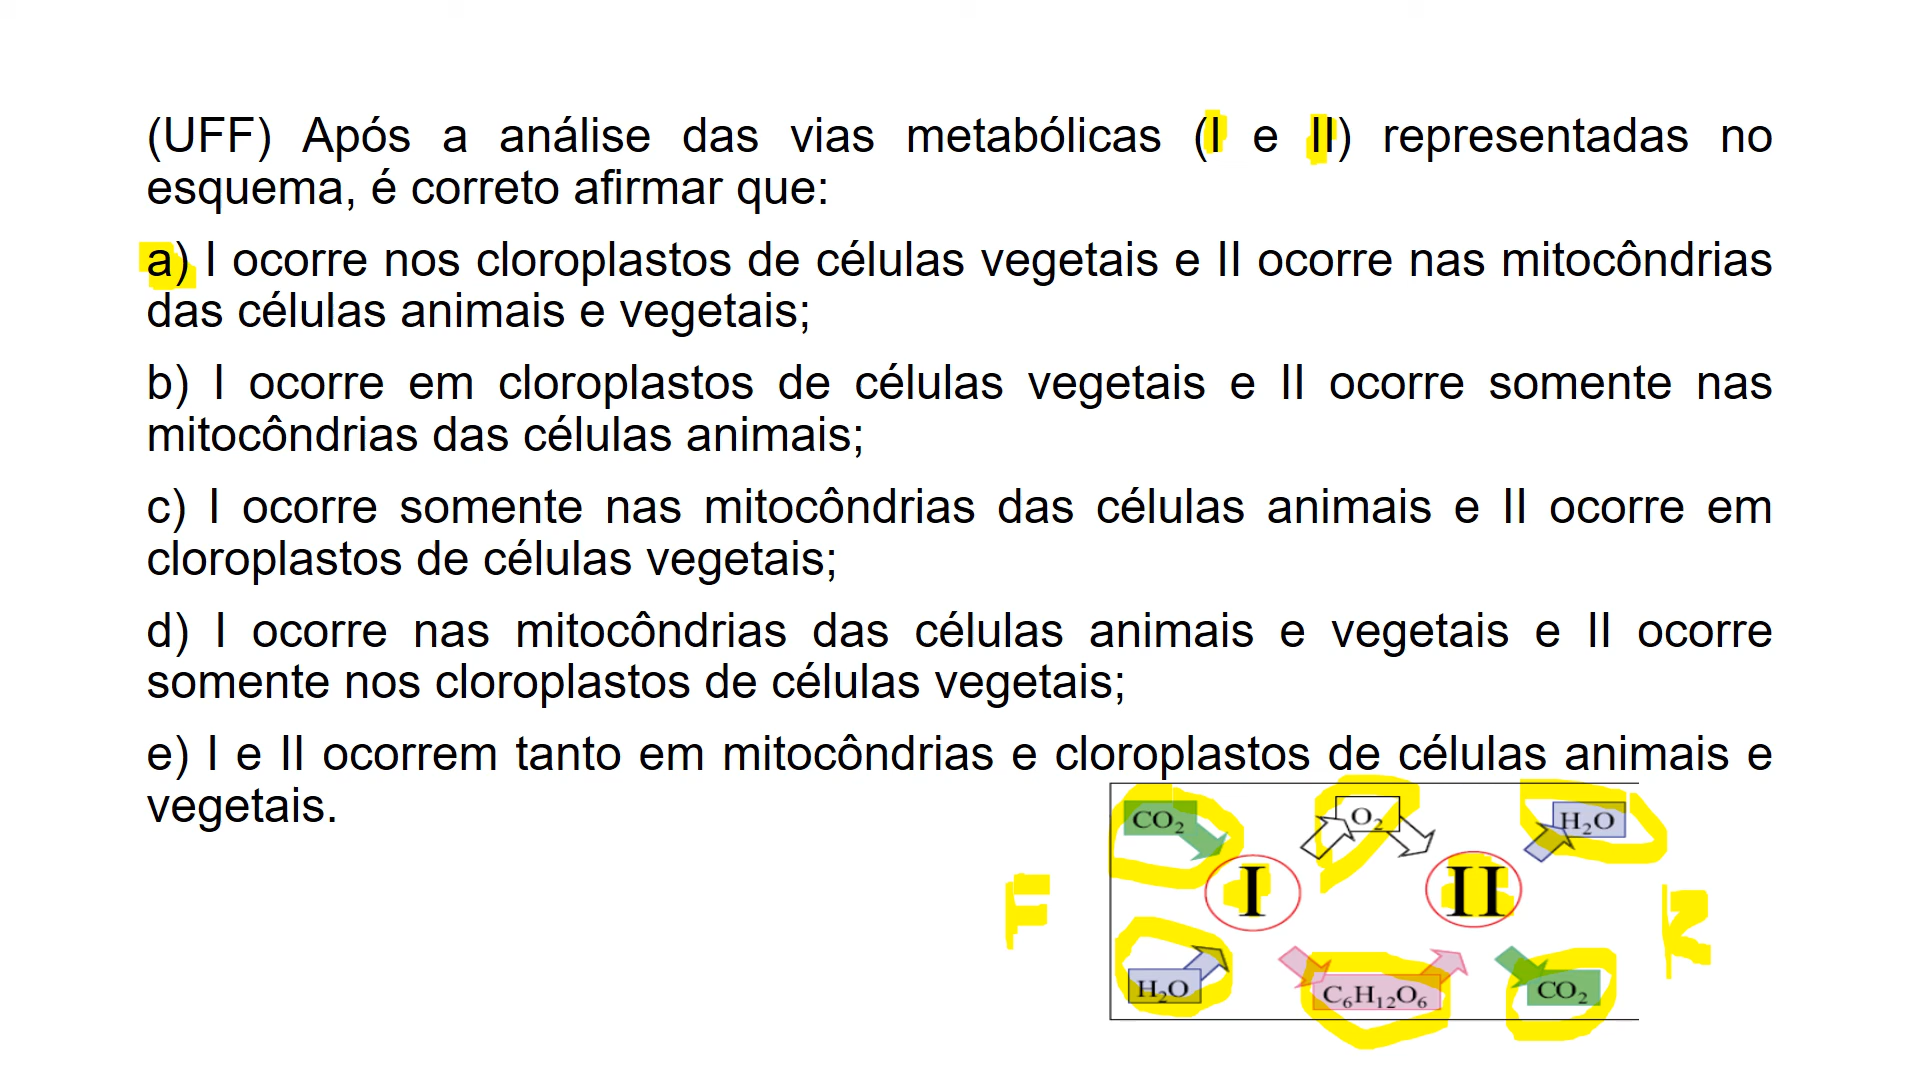 (UFF) Após a análise das vias metabólicas (I e II) representadas no
esquema, é correto afirmar que:
a) I ocorre nos cloroplastos de células vegetais e II ocorre nas mitocôndrias
das células animais e vegetais;
b) I ocorre em cloroplastos de células vegetais e II ocorre somente nas
mitocôndrias das células animais;
c) I ocorre somente nas mitocôndrias das células animais e II ocorre em
cloroplastos de células vegetais;
d) I ocorre nas mitocôndrias das células animais e vegetais e II ocorre
somente nos cloroplastos de células vegetais;
e) I e II ocorrem tanto em mitocôndrias e cloroplastos de células animais e
vegetais.
CO₂ O₂ H₂O
F I II R
H₂O C₆H₁₂O₆ CO₂